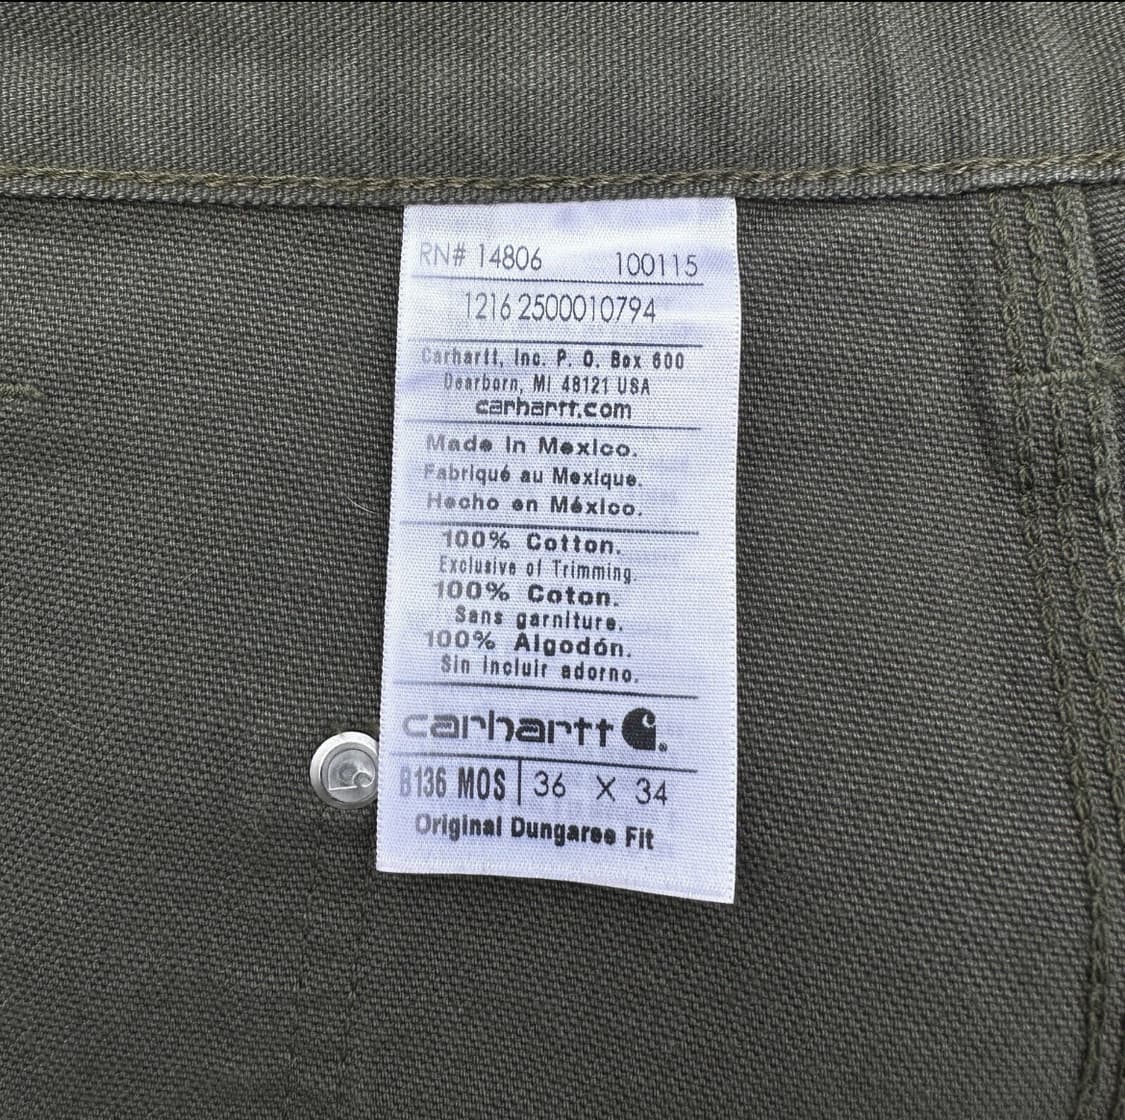 RN# 14806 100115
1216 2500010794
Carhartt, Inc. P. O. Box 600
Dearborn, MI 48121 USA
carhartt.com
Made In Mexico.
Fabriqué au Mexique.
Hecho en México.
100% Cotton.
Exclusive of Trimming.
100% Coton.
Sans garniture.
100% Algodón.
Sin incluir adorno.
carhartt
B136 MOS | 36 X 34
Original Dungaree Fit